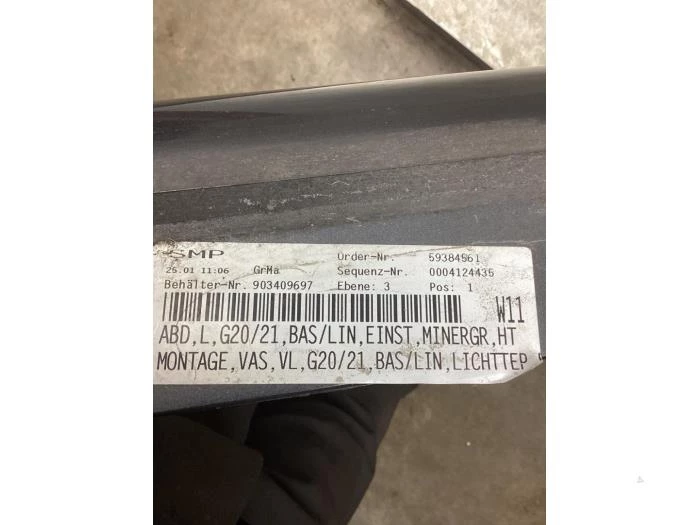 SMP
Order-Nr. 59384561
25.01 11:06 GrMa Sequenz-Nr. 0004124435
Behälter-Nr. 903409697 Ebene: 3 Pos: 1
W11
ABD,L,G20/21,BAS/LIN,EINST,MINERGR,HT
MONTAGE,VAS,VL,G20/21,BAS/LIN,LICHTTEP